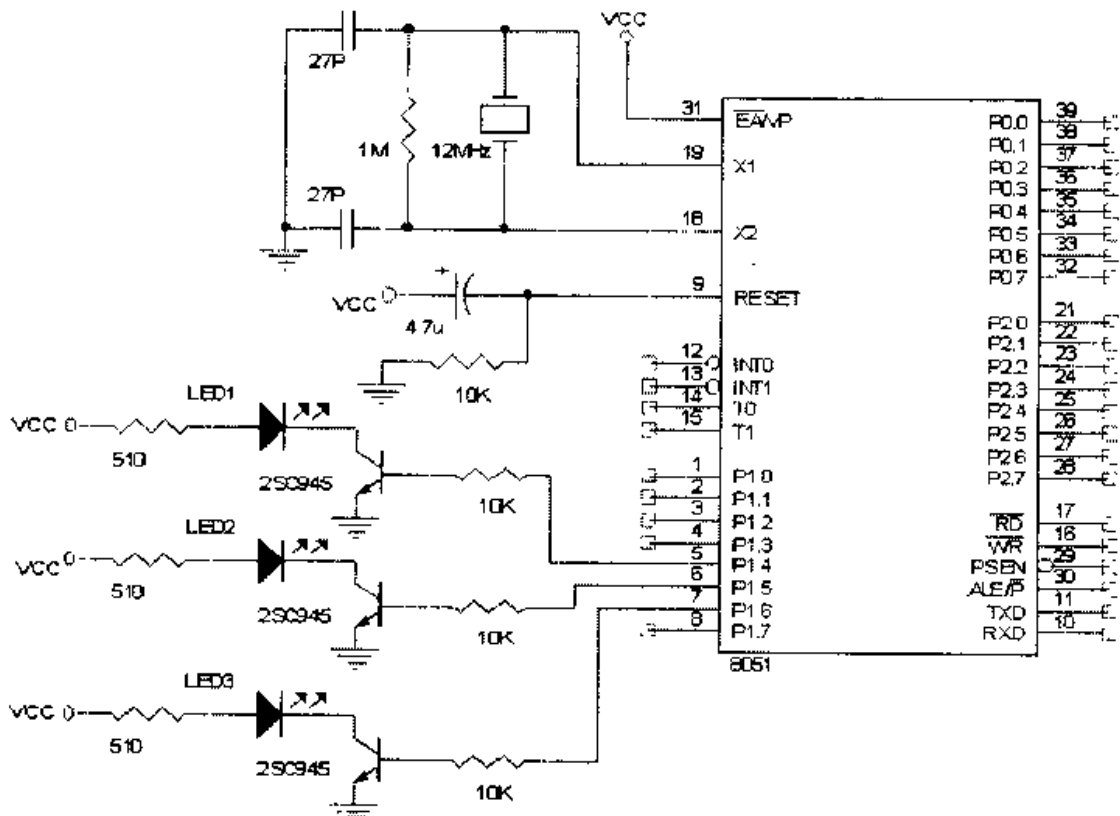 VCC
27P
1M
12MHz
27P
31
EA/VP
19
X1
18
X2
VCC
4.7u
10K
9
RESET
12
INT0
13
INT1
14
T0
15
T1
1
P1.0
2
P1.1
3
P1.2
4
P1.3
5
P1.4
6
P1.5
7
P1.6
8
P1.7
8051
39
P0.0
38
P0.1
37
P0.2
36
P0.3
35
P0.4
34
P0.5
33
P0.6
32
P0.7
21
P2.0
22
P2.1
23
P2.2
24
P2.3
25
P2.4
26
P2.5
27
P2.6
28
P2.7
17
RD
16
WR
29
PSEN
30
ALE/P
11
TXD
10
RXD
LED1
VCC
510
2SC945
10K
LED2
VCC
510
2SC945
10K
LED3
VCC
510
2SC945
10K